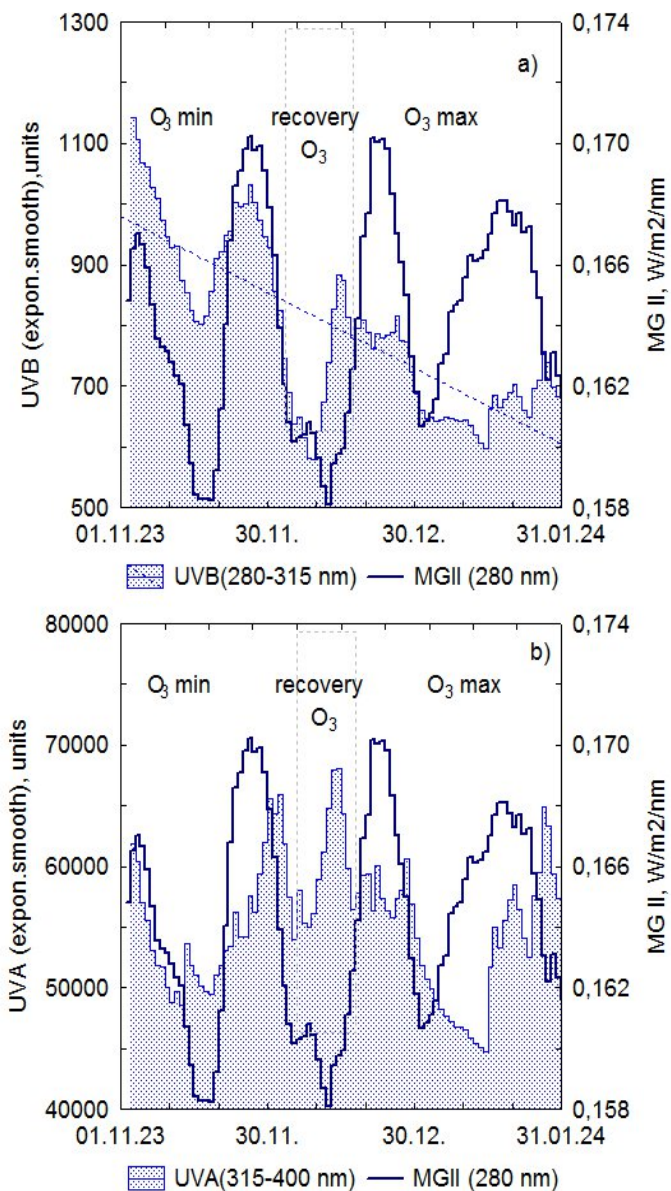 a)
O3 min
recovery
O3
O3 max
UVB (expon.smooth),units
1300
1100
900
700
500
MG II, W/m2/nm
0,174
0,170
0,166
0,162
0,158
01.11.23
30.11.
30.12.
31.01.24
UVB(280-315 nm)
MGII (280 nm)
b)
O3 min
recovery
O3
O3 max
UVA (expon.smooth), units
80000
70000
60000
50000
40000
MG II, W/m2/nm
0,174
0,170
0,166
0,162
0,158
01.11.23
30.11.
30.12.
31.01.24
UVA(315-400 nm)
MGII (280 nm)